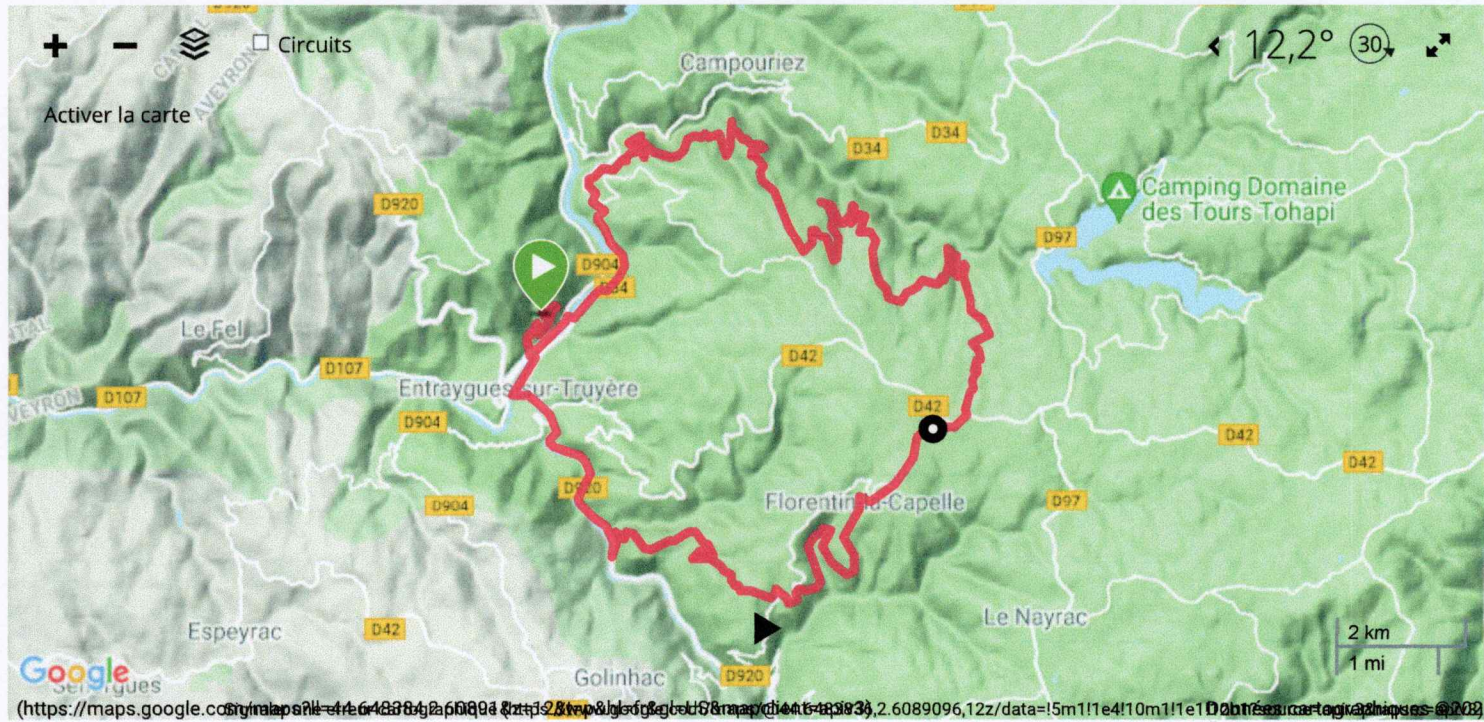 Circuits
12,2° 30
Activer la carte
CANTAL
AVEYRON
Campouriez
D34
D34
Camping Domaine
des Tours Tohapi
D920
D97
D904
D34
Le Fel
D107
D42
D107
AVEYRON
Entraygues-sur-Truyère
D904
D42
D42
D42
D920
D904
Florentin-la-Capelle
D97
Le Nayrac
Espeyrac
D42
2 km
1 mi
Golinhac
D920
Google
Sénergues